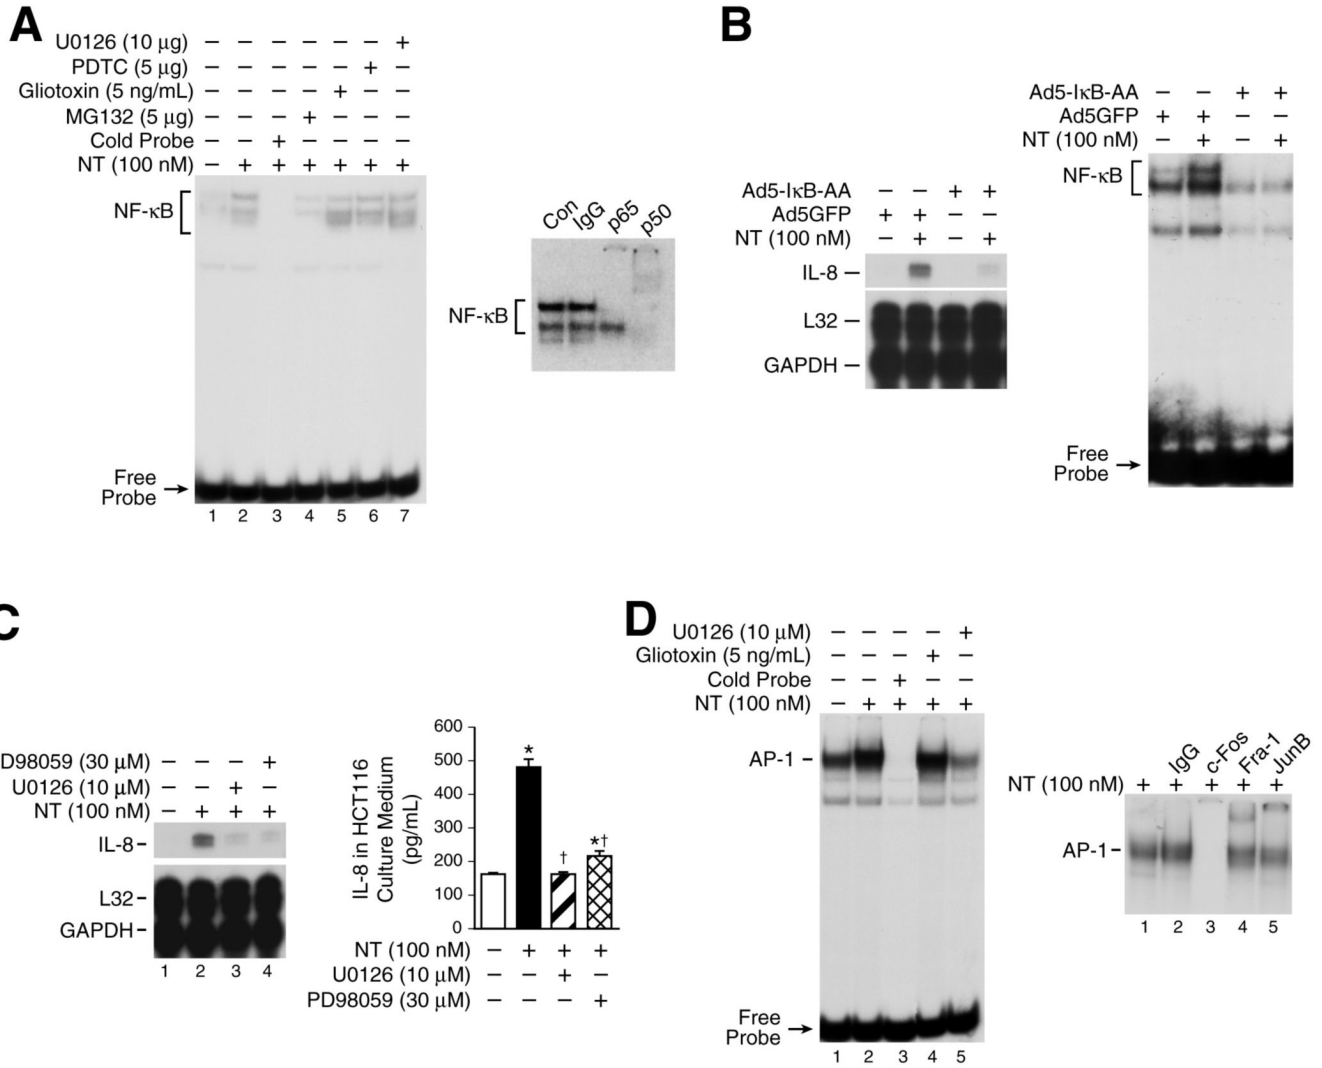 A
U0126 (10 μg) − − − − − − +
PDTC (5 μg) − − − − − + −
Gliotoxin (5 ng/mL) − − − − + − −
MG132 (5 μg) − − − + − − −
Cold Probe − − + − − − −
NT (100 nM) − + + + + + +
NF-κB
Free
Probe
1 2 3 4 5 6 7
Con IgG p65 p50
NF-κB
B
Ad5-IκB-AA − − + +
Ad5GFP + + − −
NT (100 nM) − + − +
IL-8
L32
GAPDH
Ad5-IκB-AA − − + +
Ad5GFP + + − −
NT (100 nM) − + − +
NF-κB
Free
Probe
C
D98059 (30 μM) − − − +
U0126 (10 μM) − − + −
NT (100 nM) − + + +
IL-8
L32
GAPDH
1 2 3 4
IL-8 in HCT116
Culture Medium
(pg/mL)
600
500
400
300
200
100
0
*
†
*†
NT (100 nM) − + + +
U0126 (10 μM) − − + −
PD98059 (30 μM) − − − +
D
U0126 (10 μM) − − − − +
Gliotoxin (5 ng/mL) − − − + −
Cold Probe − − + − −
NT (100 nM) − + + + +
AP-1
Free
Probe
1 2 3 4 5
IgG c-Fos Fra-1 JunB
NT (100 nM) + + + + +
AP-1
1 2 3 4 5